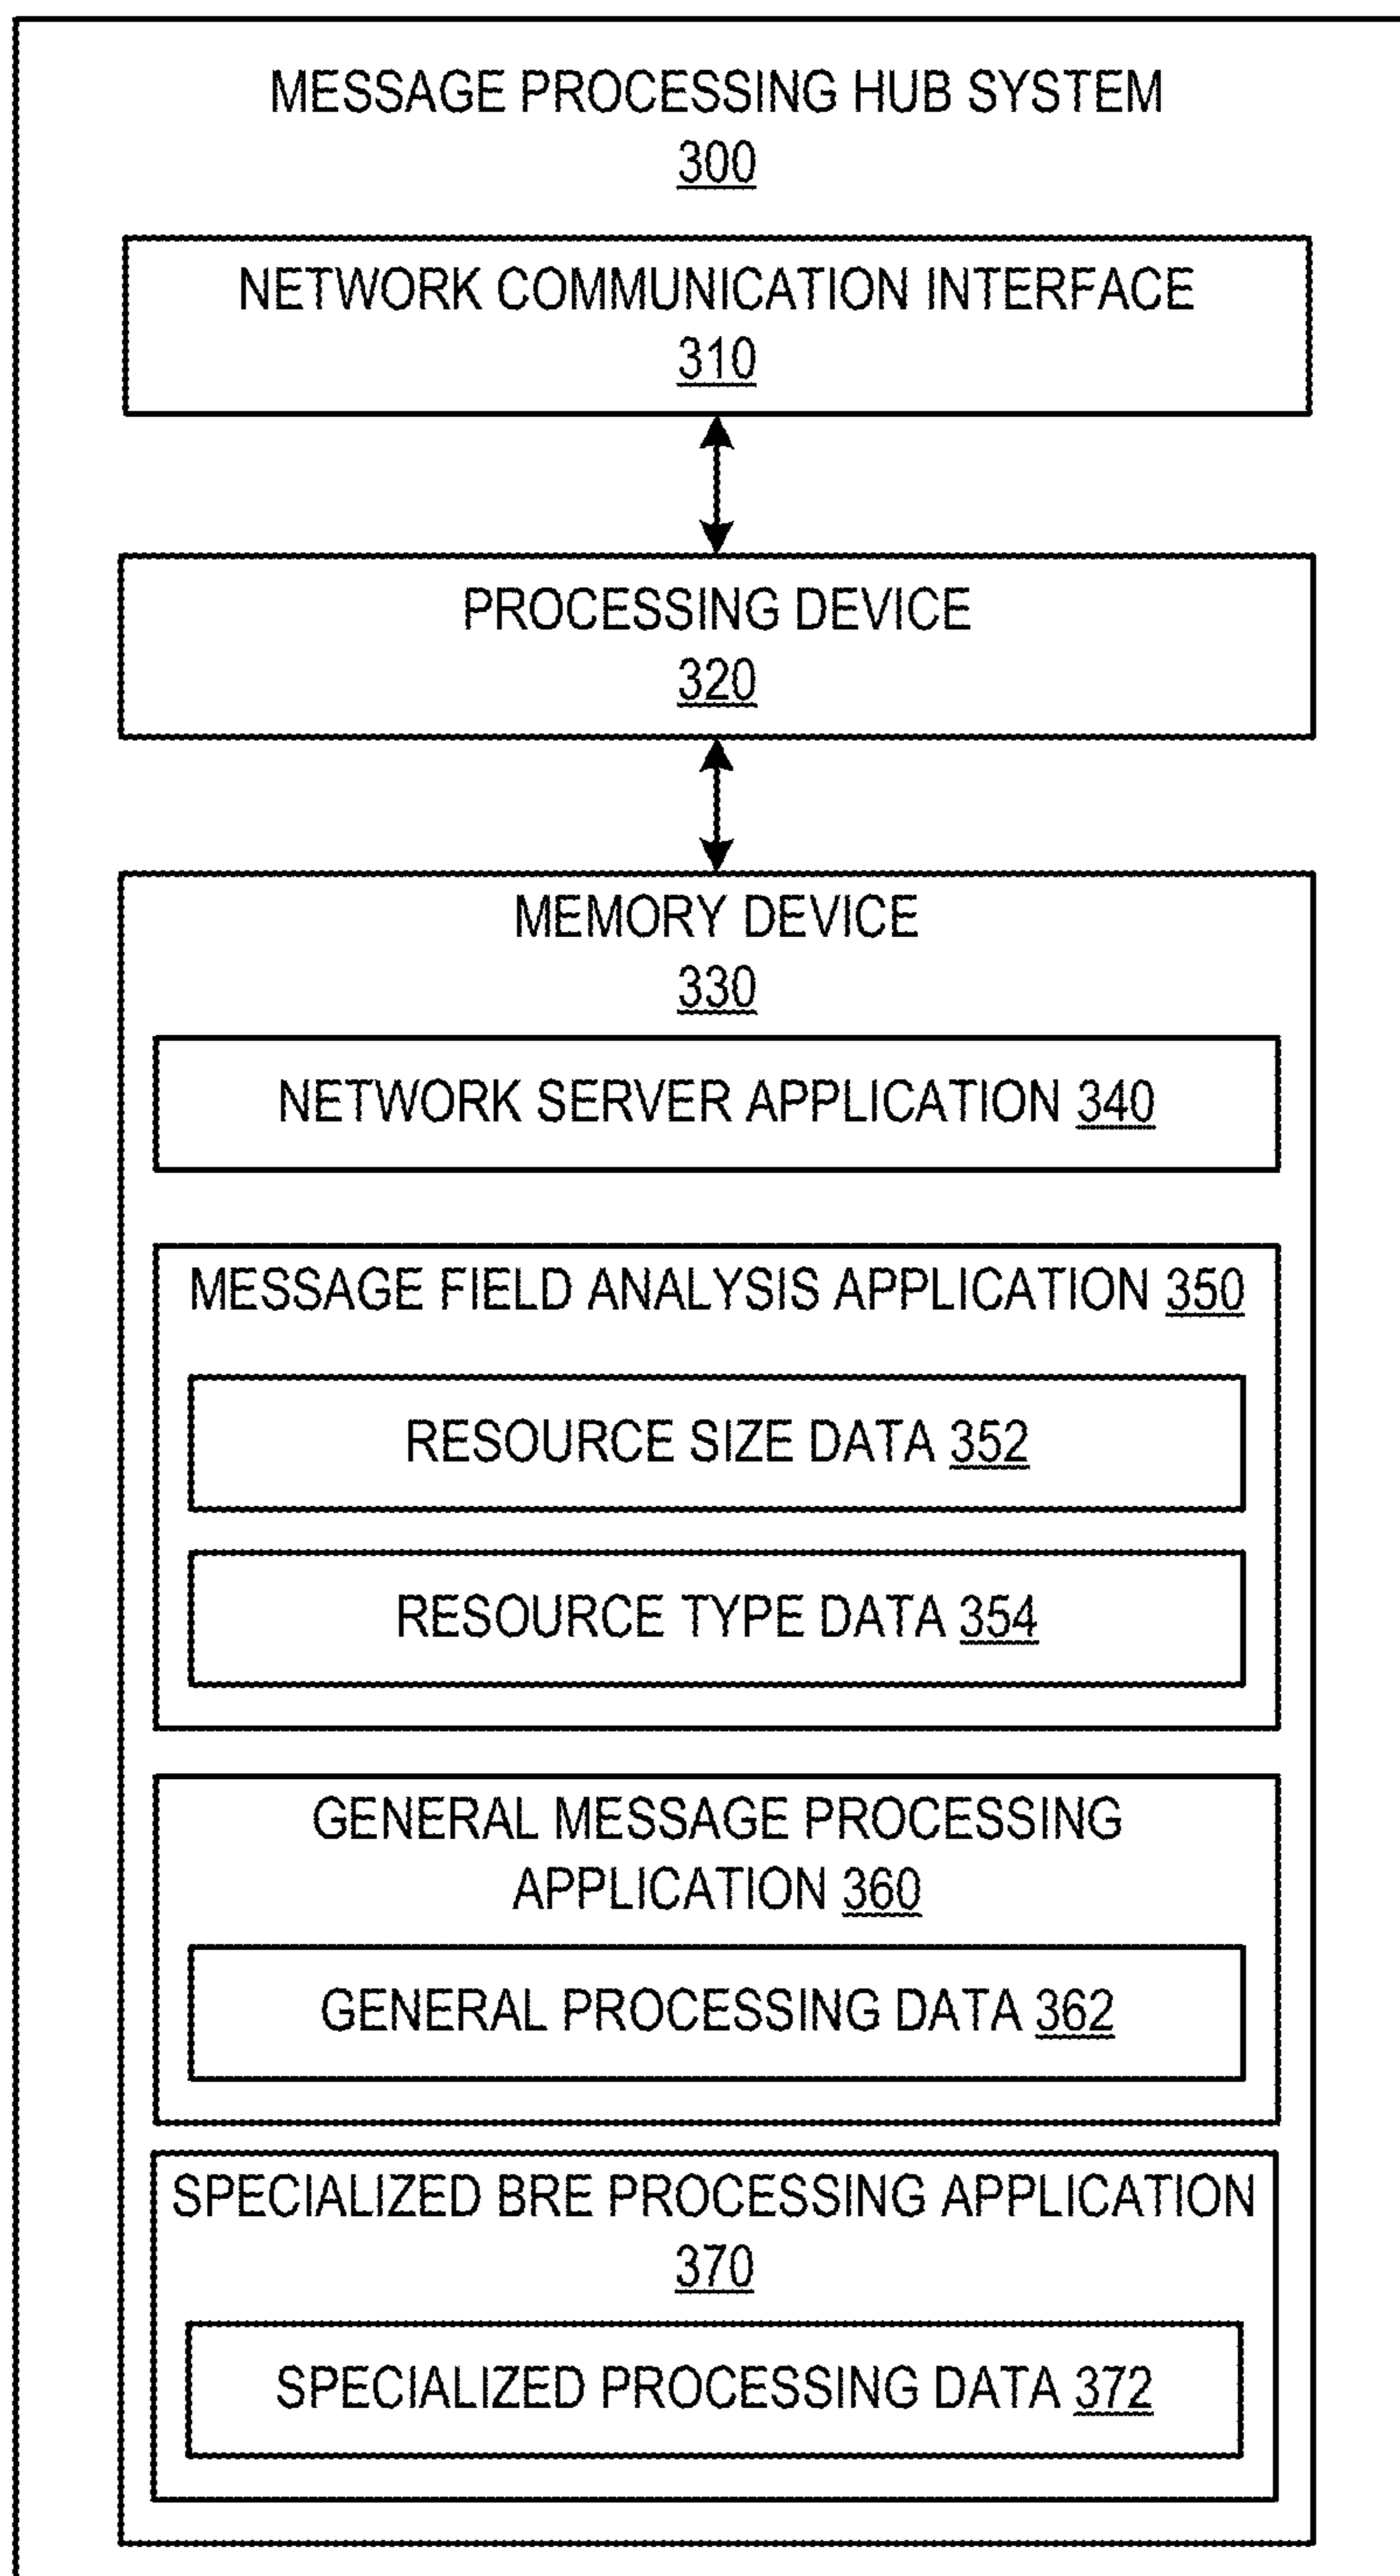 MESSAGE PROCESSING HUB SYSTEM
300
NETWORK COMMUNICATION INTERFACE
310
PROCESSING DEVICE
320
MEMORY DEVICE
330
NETWORK SERVER APPLICATION 340
MESSAGE FIELD ANALYSIS APPLICATION 350
RESOURCE SIZE DATA 352
RESOURCE TYPE DATA 354
GENERAL MESSAGE PROCESSING
APPLICATION 360
GENERAL PROCESSING DATA 362
SPECIALIZED BRE PROCESSING APPLICATION
370
SPECIALIZED PROCESSING DATA 372